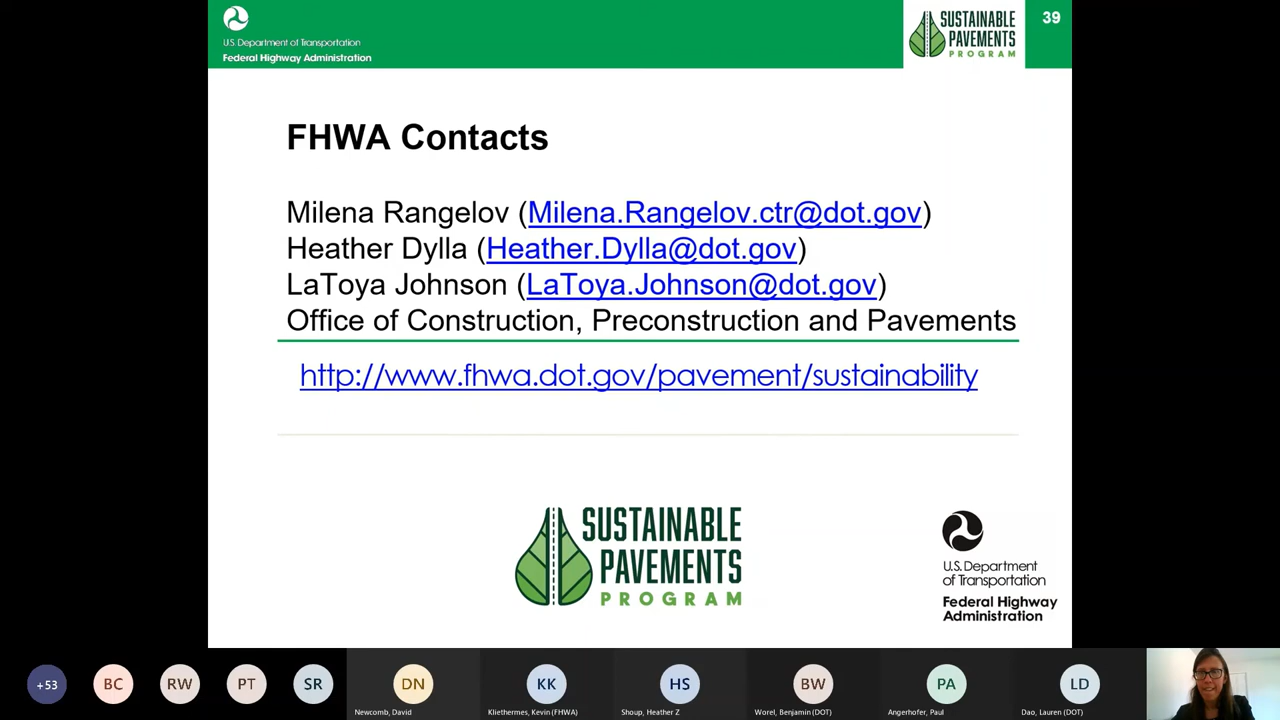 U.S. Department of Transportation
Federal Highway Administration
SUSTAINABLE
PAVEMENTS
PROGRAM
39
FHWA Contacts
Milena Rangelov (Milena.Rangelov.ctr@dot.gov)
Heather Dylla (Heather.Dylla@dot.gov)
LaToya Johnson (LaToya.Johnson@dot.gov)
Office of Construction, Preconstruction and Pavements
http://www.fhwa.dot.gov/pavement/sustainability
SUSTAINABLE
PAVEMENTS
PROGRAM
U.S. Department
of Transportation
Federal Highway
Administration
+53 BC RW PT SR DN KK HS BW PA LD
Newcomb, David Kliethermes, Kevin (FHWA) Shoup, Heather Z Worel, Benjamin (DOT) Angerhofer, Paul Dao, Lauren (DOT)